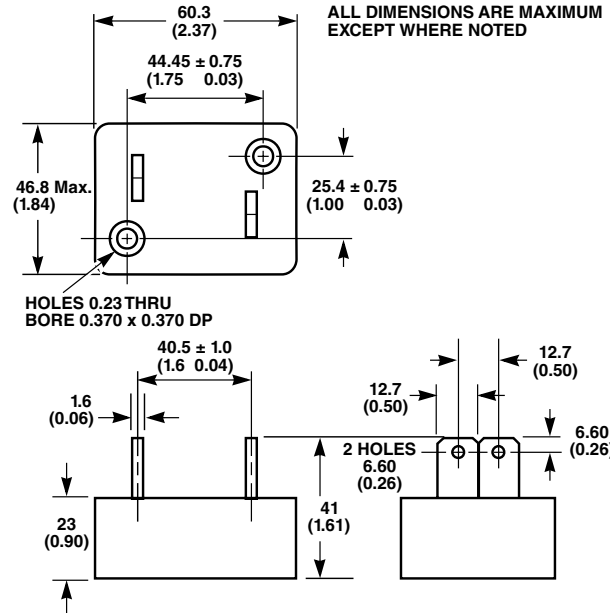 60.3
(2.37)
ALL DIMENSIONS ARE MAXIMUM
EXCEPT WHERE NOTED
44.45 ± 0.75
(1.75 0.03)
46.8 Max.
(1.84)
25.4 ± 0.75
(1.00 0.03)
HOLES 0.23 THRU
BORE 0.370 x 0.370 DP
40.5 ± 1.0
(1.6 0.04)
12.7
(0.50)
1.6
(0.06)
12.7
(0.50)
6.60
(0.26)
2 HOLES
6.60
(0.26)
23
(0.90)
41
(1.61)